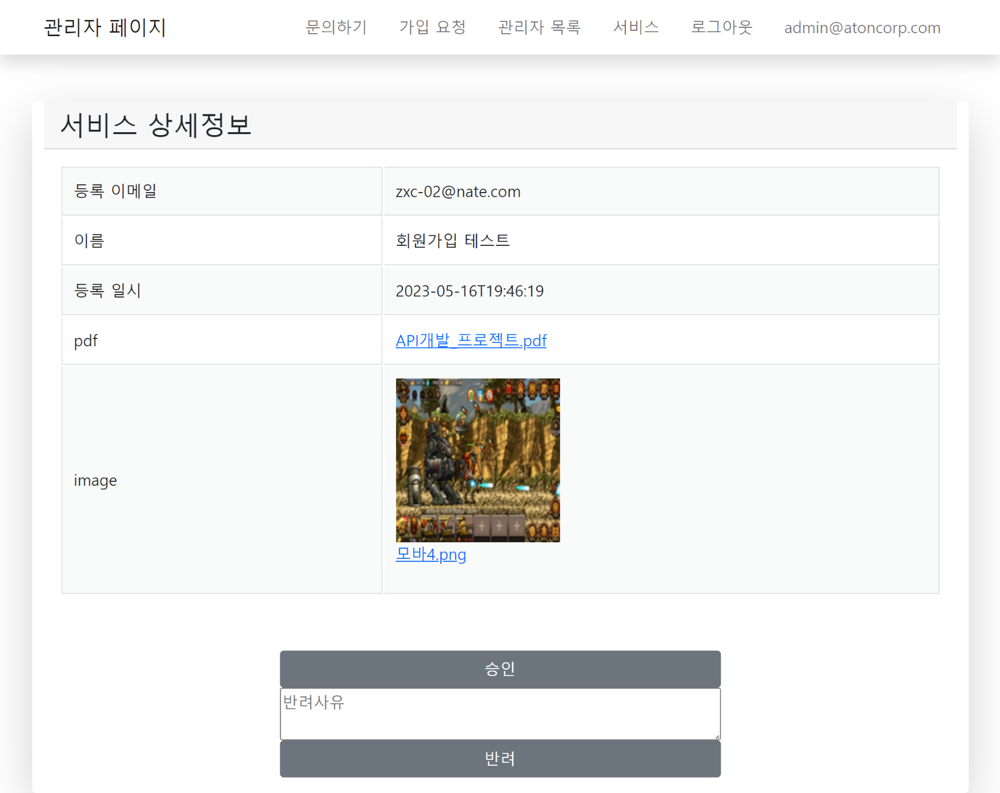 관리자 페이지 문의하기 가입 요청 관리자 목록 서비스 로그아웃 admin@atoncorp.com
서비스 상세정보
등록 이메일 zxc-02@nate.com
이름 회원가입 테스트
등록 일시 2023-05-16T19:46:19
pdf API개발_프로젝트.pdf
image
모바4.png
승인
반려사유
반려